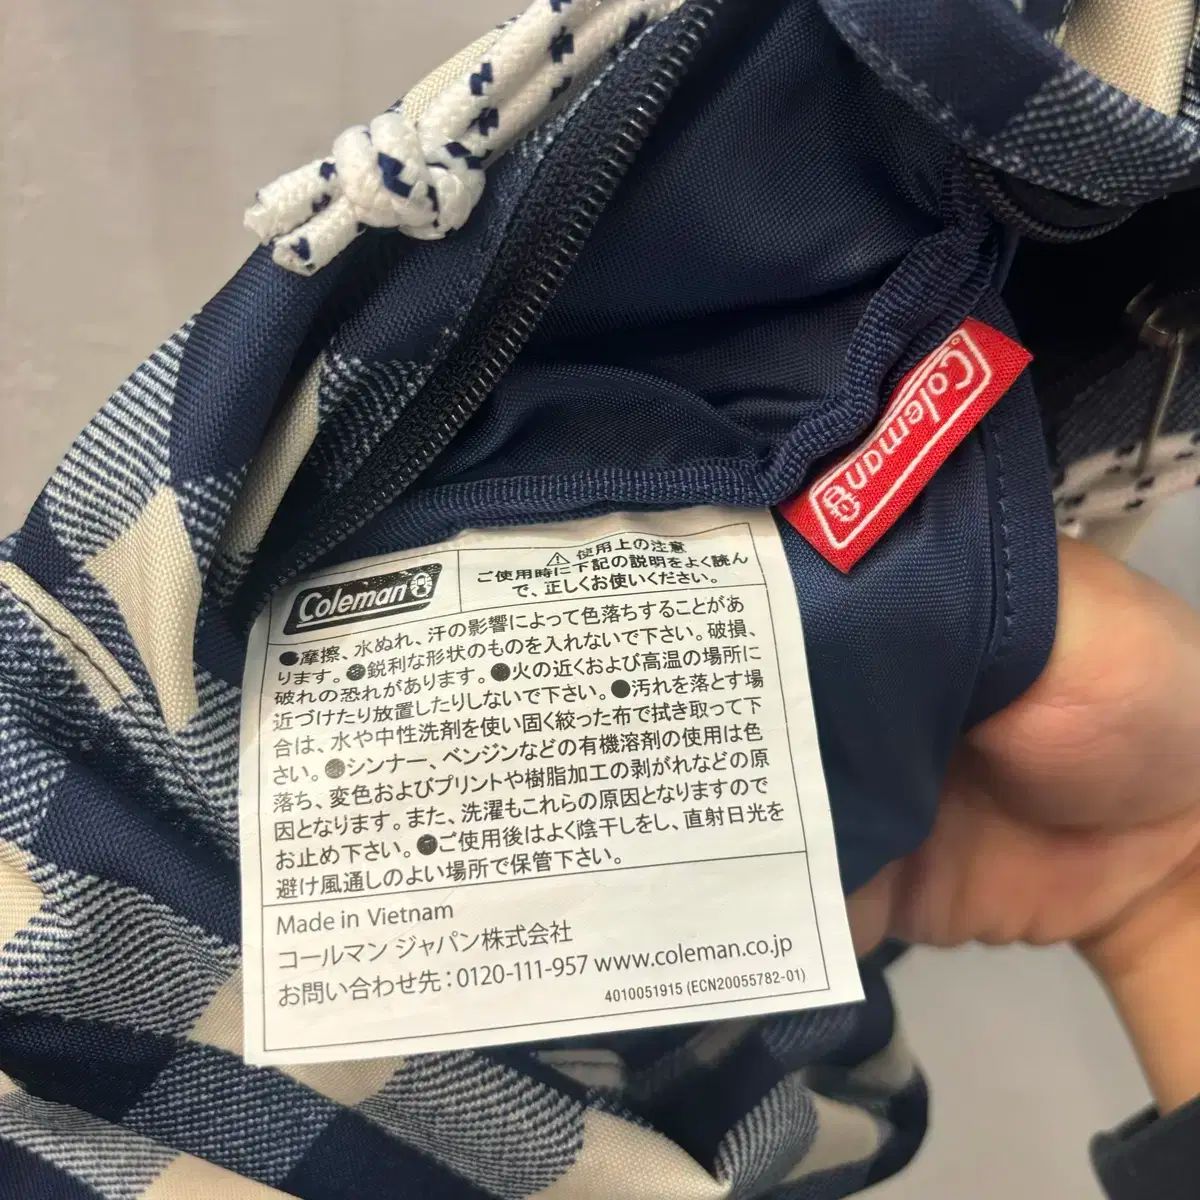 Coleman
Coleman
⚠使用上の注意
ご使用時に下記の説明をよく読ん
で、正しくお使いください。
●摩擦、水ぬれ、汗の影響によって色落ちすることがあ
ります。●鋭利な形状のものを入れないで下さい。破損、
破れの恐れがあります。●火の近くおよび高温の場所に
近づけたり放置したりしないで下さい。●汚れを落とす場
合は、水や中性洗剤を使い固く絞った布で拭き取って下
さい。●シンナー、ベンジンなどの有機溶剤の使用は色
落ち、変色およびプリントや樹脂加工の剥がれなどの原
因となります。また、洗濯もこれらの原因となりますので
お止め下さい。●ご使用後はよく陰干しをし、直射日光を
避け風通しのよい場所で保管下さい。
Made in Vietnam
コールマン ジャパン株式会社
お問い合わせ先:0120-111-957 www.coleman.co.jp
4010051915 (ECN20055782-01)